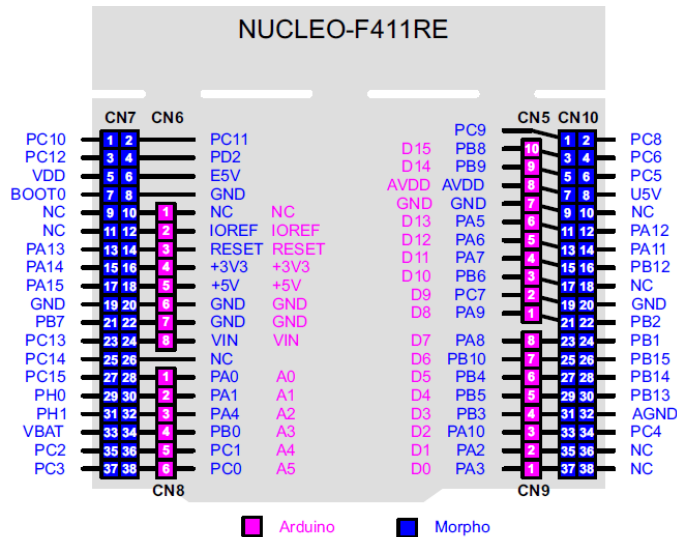 NUCLEO-F411RE
CN7 CN6 CN5 CN10
PC9
PC10 1 2 PC11 D15 PB8 10 1 2 PC8
PC12 3 4 PD2 D14 PB9 9 3 4 PC6
VDD 5 6 E5V AVDD AVDD 8 5 6 PC5
BOOT0 7 8 GND GND GND 7 7 8 U5V
NC 9 10 1 NC NC D13 PA5 6 9 10 NC
NC 11 12 2 IOREF IOREF D12 PA6 5 11 12 PA12
PA13 13 14 3 RESET RESET D11 PA7 4 13 14 PA11
PA14 15 16 4 +3V3 +3V3 D10 PB6 3 15 16 PB12
PA15 17 18 5 +5V +5V D9 PC7 2 17 18 NC
GND 19 20 6 GND GND D8 PA9 1 19 20 GND
PB7 21 22 7 GND GND 21 22 PB2
PC13 23 24 8 VIN VIN D7 PA8 8 23 24 PB1
PC14 25 26 NC D6 PB10 7 25 26 PB15
PC15 27 28 1 PA0 A0 D5 PB4 6 27 28 PB14
PH0 29 30 2 PA1 A1 D4 PB5 5 29 30 PB13
PH1 31 32 3 PA4 A2 D3 PB3 4 31 32 AGND
VBAT 33 34 4 PB0 A3 D2 PA10 3 33 34 PC4
PC2 35 36 5 PC1 A4 D1 PA2 2 35 36 NC
PC3 37 38 6 PC0 A5 D0 PA3 1 37 38 NC
CN8 CN9
Arduino Morpho